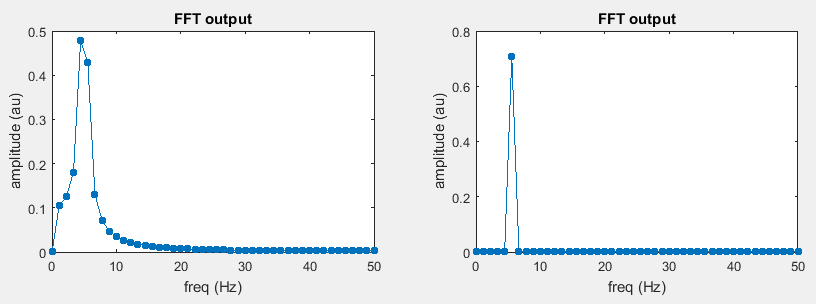 FFT output
0.5
0.4
0.3
0.2
0.1
0
amplitude (au)
0 10 20 30 40 50
freq (Hz)
FFT output
0.8
0.6
0.4
0.2
0
amplitude (au)
0 10 20 30 40 50
freq (Hz)